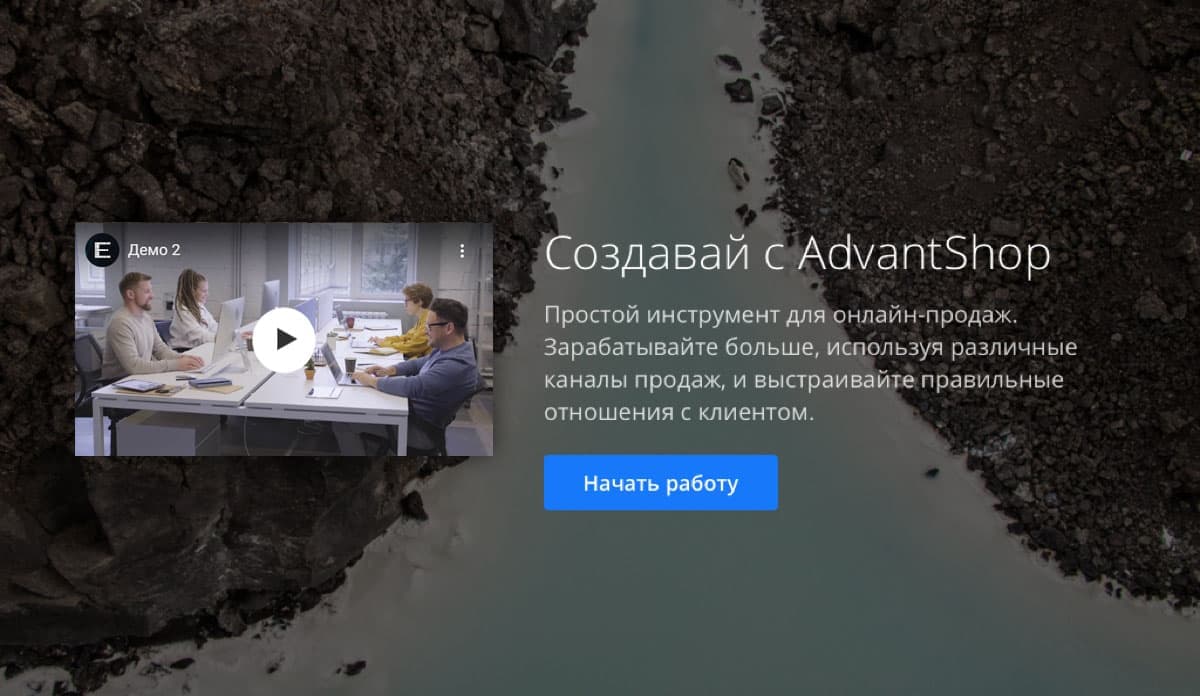 E
Демо 2
Создавай с AdvantShop
Простой инструмент для онлайн-продаж.
Зарабатывайте больше, используя различные
каналы продаж, и выстраивайте правильные
отношения с клиентом.
Начать работу